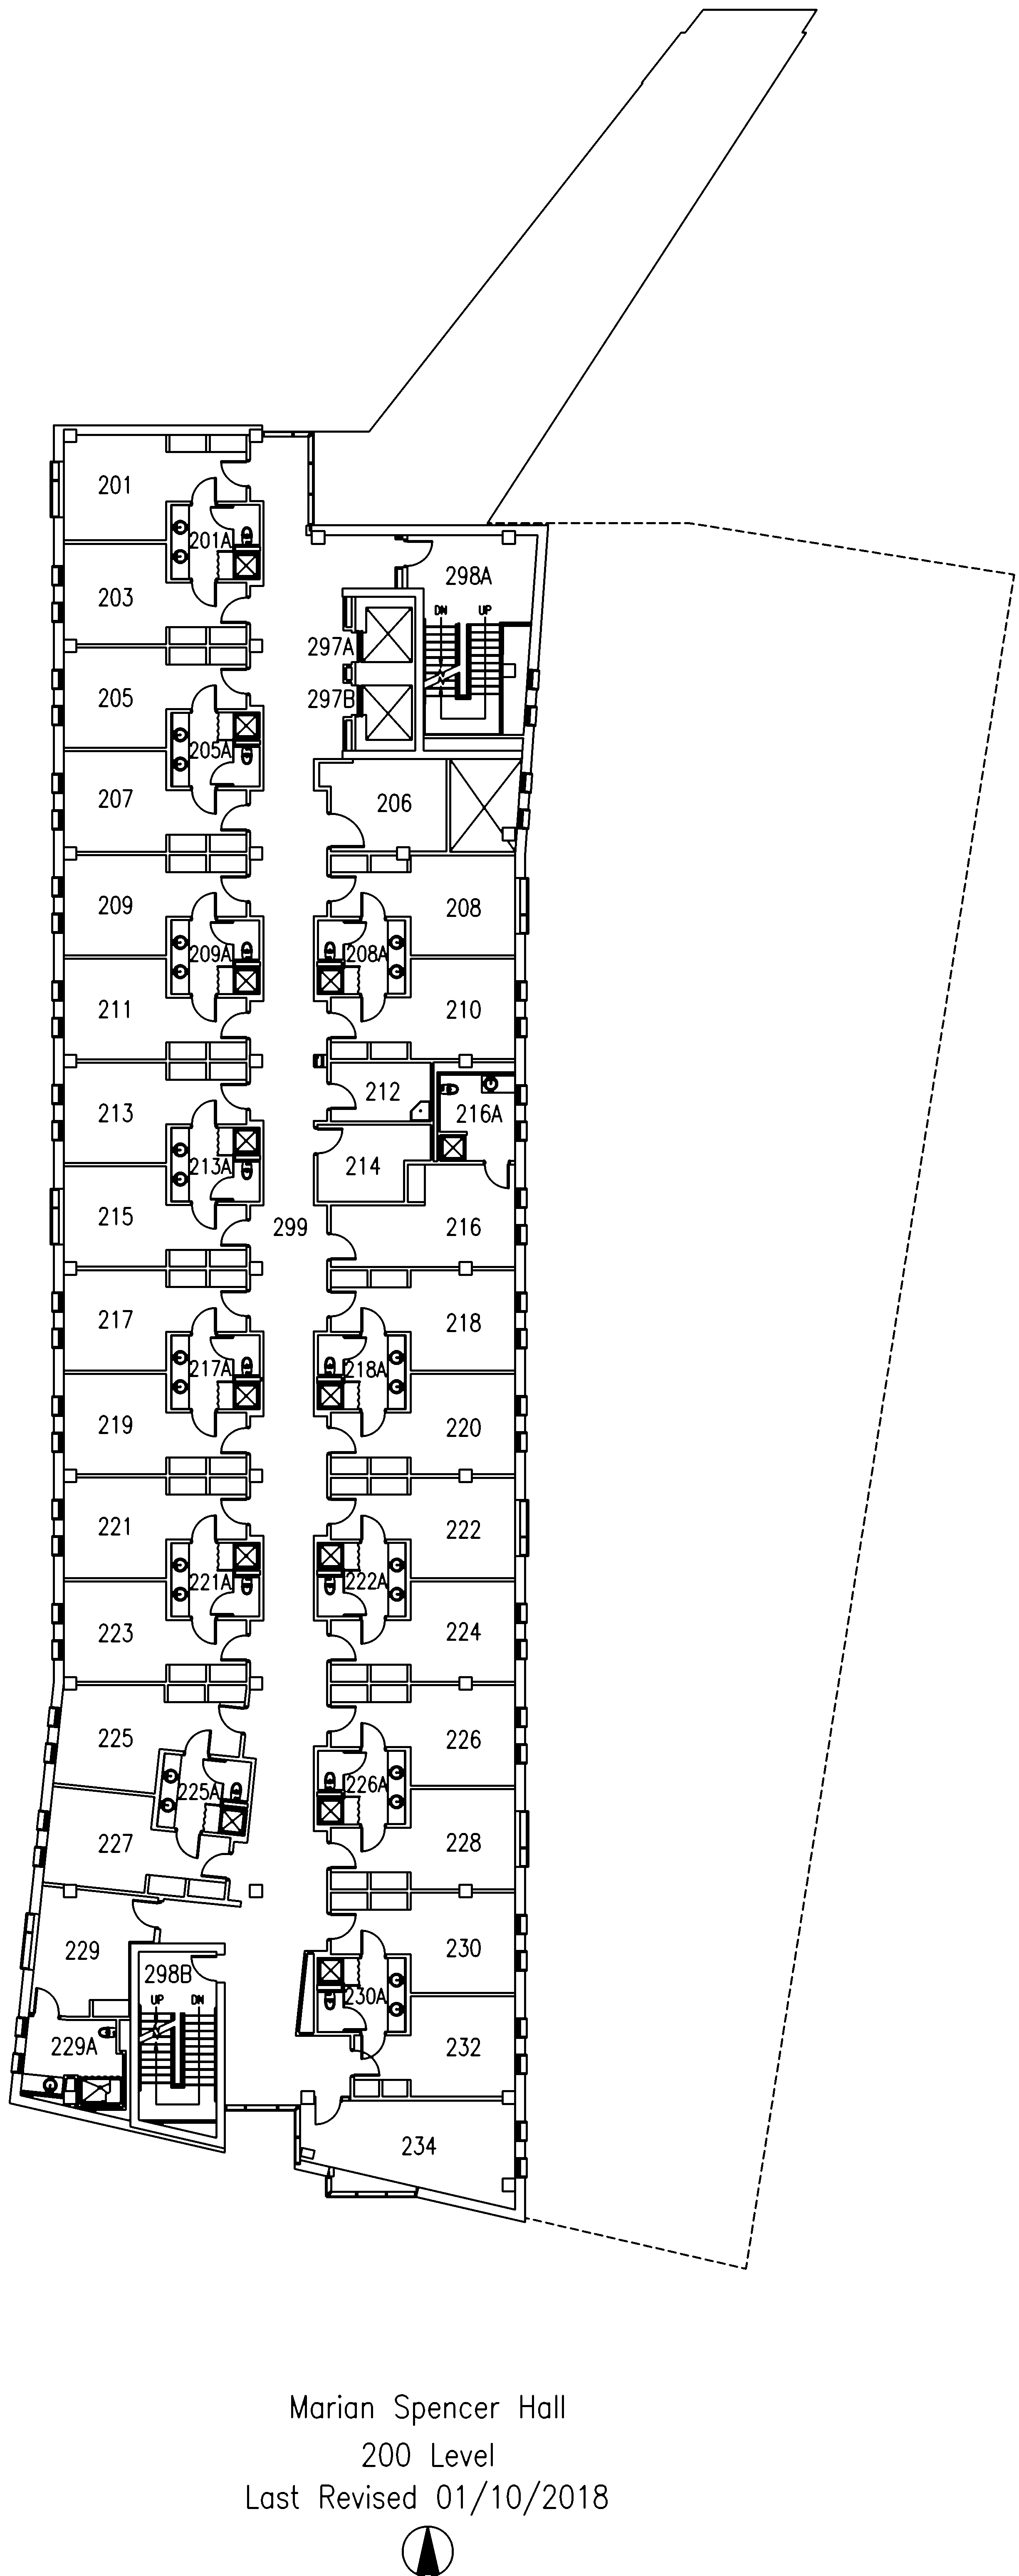 201
201A
298A
203
DN UP
297A
205
297B
205A
207
206
209
208
209A
208A
211
210
212
213
216A
213A
214
215
299
216
217
218
217A
218A
219
220
221
222
221A
222A
223
224
225
226
225A
226A
227
228
229
230
298B
230A
UP DN
229A
232
234
Marian Spencer Hall
200 Level
Last Revised 01/10/2018